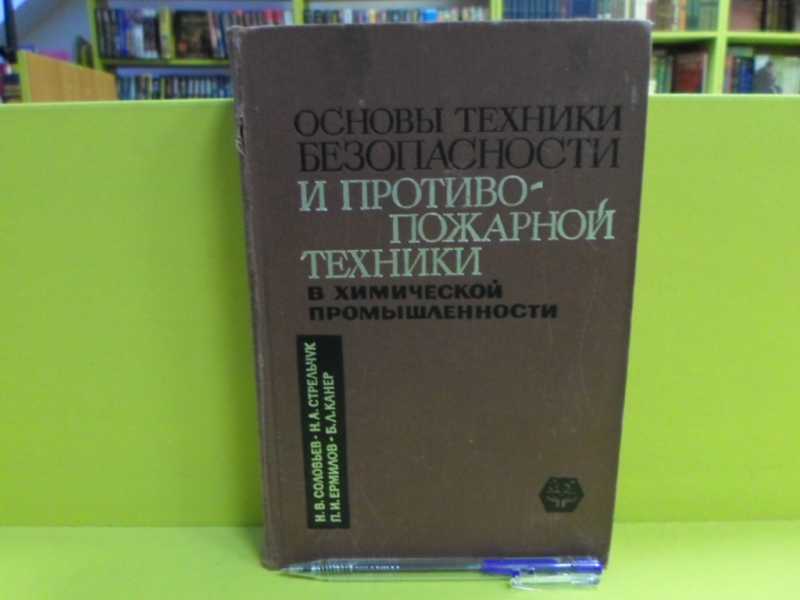 ОСНОВЫ ТЕХНИКИ
БЕЗОПАСНОСТИ
И ПРОТИВО-
ПОЖАРНОЙ
ТЕХНИКИ
В ХИМИЧЕСКОЙ
ПРОМЫШЛЕННОСТИ
Н.В.СОЛОВЬЕВ·Н.А.СТРЕЛЬЧУК
П.И.ЕРМИЛОВ·Б.Л.КАНЕР